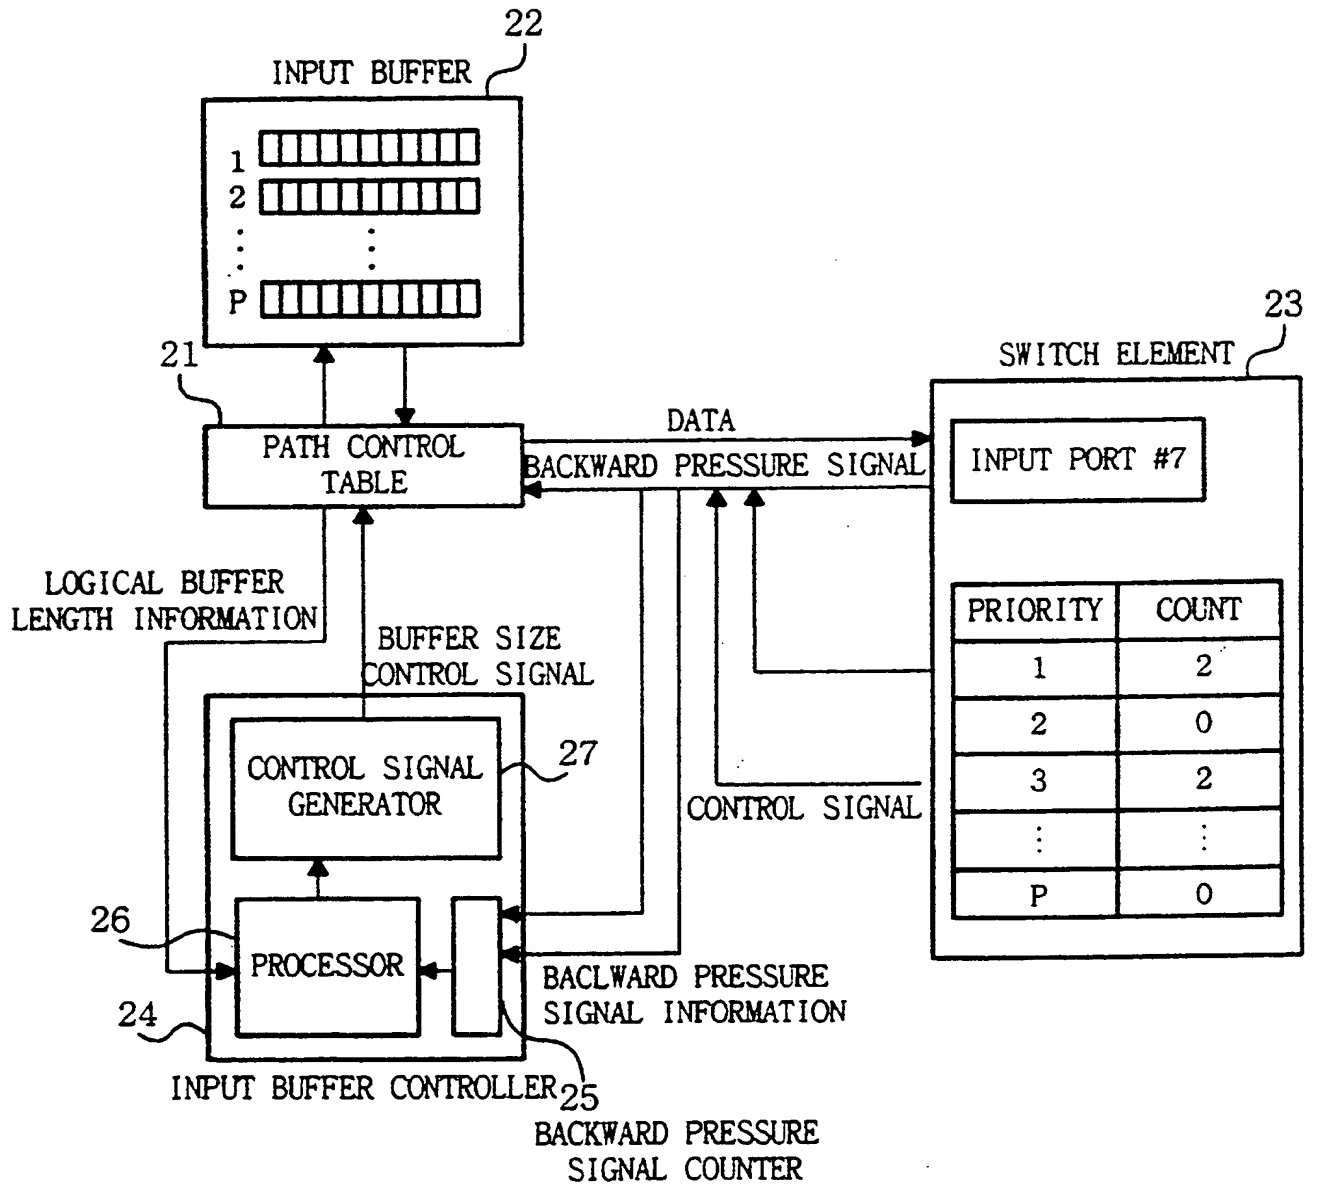 22
INPUT BUFFER
1
2
P
21
23
SWITCH ELEMENT
PATH CONTROL
TABLE
DATA
BACKWARD PRESSURE SIGNAL
INPUT PORT #7
LOGICAL BUFFER
LENGTH INFORMATION
BUFFER SIZE
CONTROL SIGNAL
PRIORITY COUNT
1 2
2 0
3 2
⋮ ⋮
P 0
CONTROL SIGNAL
GENERATOR
27
CONTROL SIGNAL
26
PROCESSOR
BACLWARD PRESSURE
SIGNAL INFORMATION
24
INPUT BUFFER CONTROLLER
25
BACKWARD PRESSURE
SIGNAL COUNTER